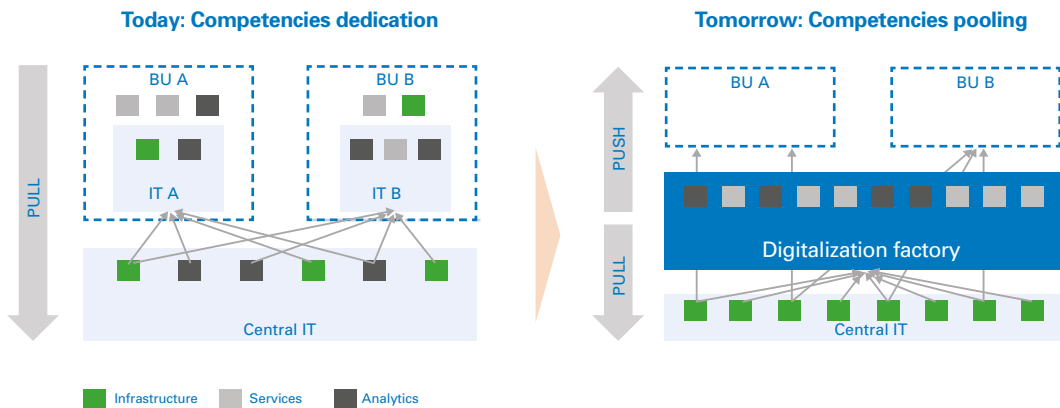 Today: Competencies dedication
Tomorrow: Competencies pooling
PULL
BU A
BU B
IT A
IT B
Central IT
PUSH
PULL
BU A
BU B
Digitalization factory
Central IT
Infrastructure
Services
Analytics